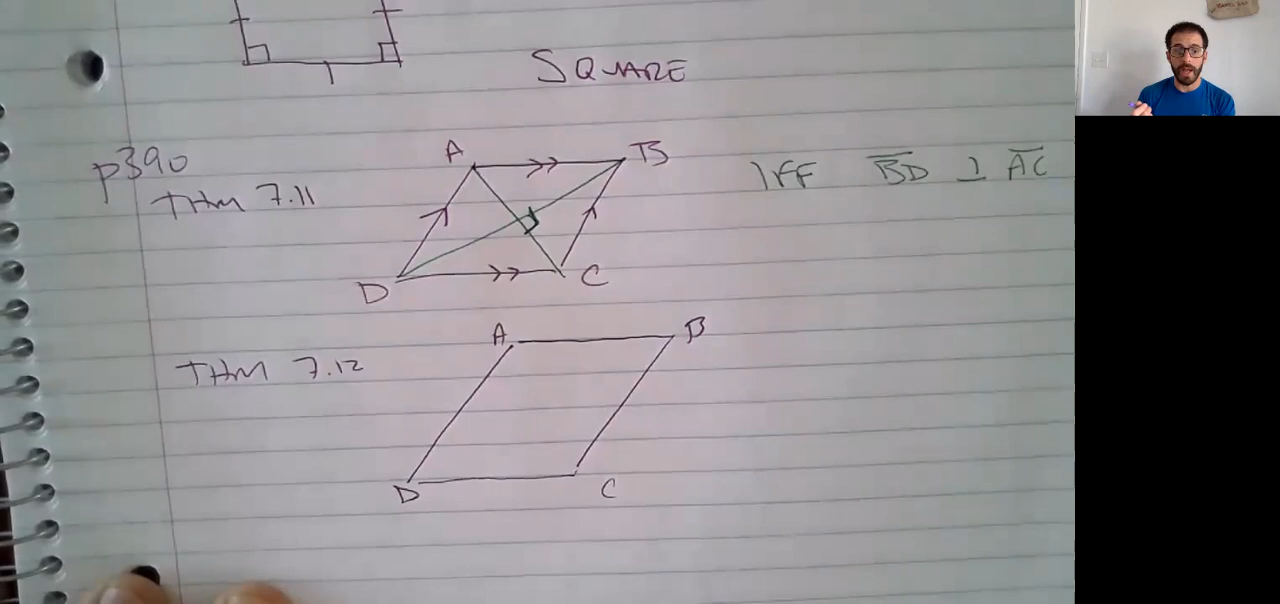 SQUARE
p390
THM 7.11
A B
IFF BD ⊥ AC
D C
THM 7.12
A B
D C